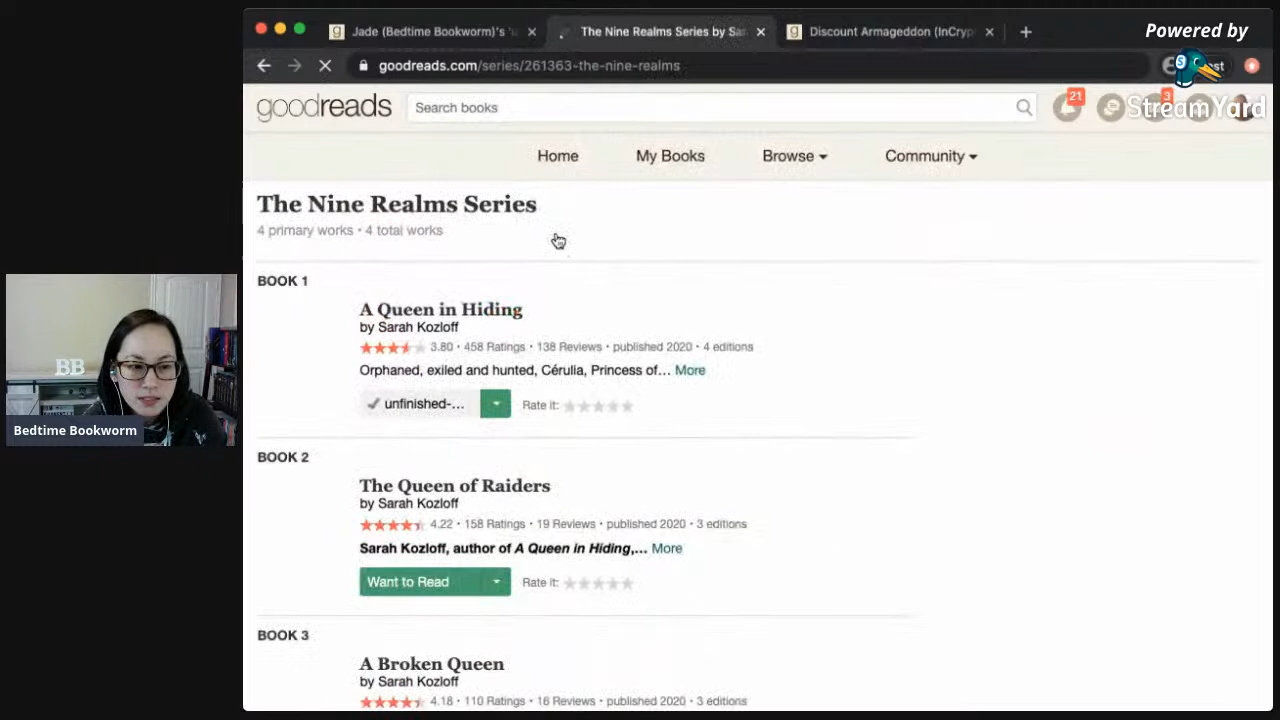 Jade (Bedtime Bookworm)'s
The Nine Realms Series by Sa
Discount Armageddon (InCryp
Powered by
StreamYard
goodreads.com/series/261363-the-nine-realms
goodreads
Search books
21
3
Home
My Books
Browse
Community
The Nine Realms Series
4 primary works • 4 total works
BOOK 1
A Queen in Hiding
by Sarah Kozloff
3.80 · 458 Ratings · 138 Reviews · published 2020 · 4 editions
Orphaned, exiled and hunted, Cérulia, Princess of… More
unfinished-...
Rate it:
BOOK 2
The Queen of Raiders
by Sarah Kozloff
4.22 · 158 Ratings · 19 Reviews · published 2020 · 3 editions
Sarah Kozloff, author of A Queen in Hiding,… More
Want to Read
Rate it:
BOOK 3
A Broken Queen
by Sarah Kozloff
4.18 · 110 Ratings · 16 Reviews · published 2020 · 3 editions
BB
Bedtime Bookworm